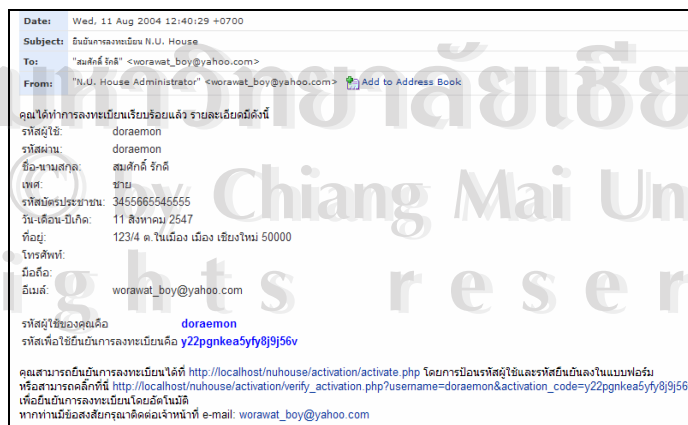 Date: Wed, 11 Aug 2004 12:40:29 +0700
Subject: ยืนยันการลงทะเบียน N.U. House
To: "สมศักดิ์ รักดี" <worawat_boy@yahoo.com>
From: "N.U. House Administrator" <worawat_boy@yahoo.com> Add to Address Book
คุณได้ทำการลงทะเบียนเรียบร้อยแล้ว รายละเอียดมีดังนี้
รหัสผู้ใช้: doraemon
รหัสผ่าน: doraemon
ชื่อ-นามสกุล: สมศักดิ์ รักดี
เพศ: ชาย
รหัสบัตรประชาชน: 3455665545555
วัน-เดือน-ปีเกิด: 11 สิงหาคม 2547
ที่อยู่: 123/4 ต.ในเมือง เมือง เชียงใหม่ 50000
โทรศัพท์:
มือถือ:
อีเมล์: worawat_boy@yahoo.com
รหัสผู้ใช้ของคุณคือ doraemon
รหัสเพื่อใช้ยืนยันการลงทะเบียนคือ y22pgnkea5yfy8j9j56v
คุณสามารถยืนยันการลงทะเบียนได้ที่ http://localhost/nuhouse/activation/activate.php โดยการป้อนรหัสผู้ใช้และรหัสยืนยันลงในแบบฟอร์ม
หรือสามารถคลิ๊กที่นี่ http://localhost/nuhouse/activation/verify_activation.php?username=doraemon&activation_code=y22pgnkea5yfy8j9j56
เพื่อยืนยันการลงทะเบียนโดยอัตโนมัติ
หากท่านมีข้อสงสัยกรุณาติดต่อเจ้าหน้าที่ e-mail: worawat_boy@yahoo.com
มหาวิทยาลัยเชีย
© by Chiang Mai Un
ights reser